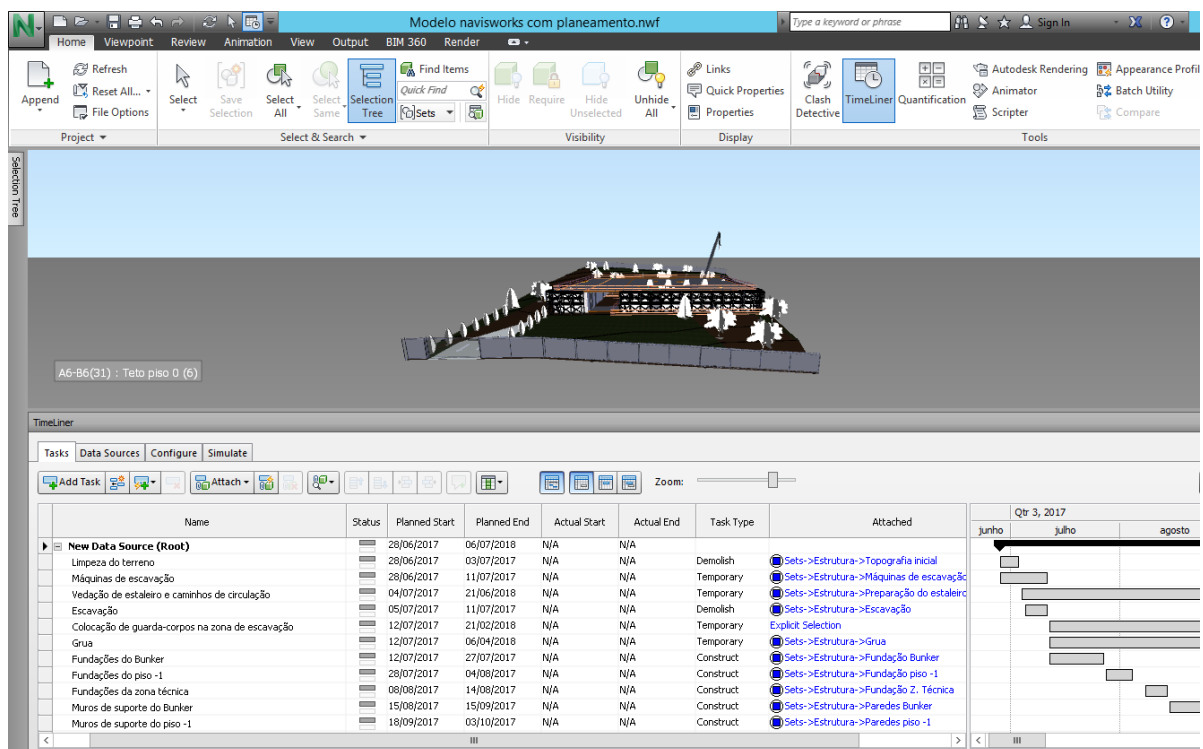 Modelo navisworks com planeamento.nwf
Type a keyword or phrase
Sign In
Home Viewpoint Review Animation View Output BIM 360 Render
Append
Refresh
Reset All...
File Options
Select
Save Selection
Select All
Select Same
Selection Tree
Find Items
Quick Find
Sets
Hide
Require
Hide Unselected
Unhide All
Links
Quick Properties
Properties
Clash Detective
TimeLiner
Quantification
Autodesk Rendering
Animator
Scripter
Appearance Profil
Batch Utility
Compare
Project
Select & Search
Visibility
Display
Tools
Selection Tree
A6-B6(31) : Teto piso 0 (6)
TimeLiner
Tasks Data Sources Configure Simulate
Add Task Attach Zoom:
Name Status Planned Start Planned End Actual Start Actual End Task Type Attached
Qtr 3, 2017
junho julho agosto
New Data Source (Root) 28/06/2017 06/07/2018 N/A N/A
Limpeza do terreno 28/06/2017 03/07/2017 N/A N/A Demolish Sets->Estrutura->Topografia inicial
Máquinas de escavação 28/06/2017 11/07/2017 N/A N/A Temporary Sets->Estrutura->Máquinas de escavaçã
Vedação de estaleiro e caminhos de circulação 04/07/2017 21/06/2018 N/A N/A Temporary Sets->Estrutura->Preparação do estaleiro
Escavação 05/07/2017 11/07/2017 N/A N/A Demolish Sets->Estrutura->Escavação
Colocação de guarda-corpos na zona de escavação 12/07/2017 21/02/2018 N/A N/A Temporary Explicit Selection
Grua 12/07/2017 06/04/2018 N/A N/A Temporary Sets->Estrutura->Grua
Fundações do Bunker 12/07/2017 27/07/2017 N/A N/A Construct Sets->Estrutura->Fundação Bunker
Fundações do piso -1 28/07/2017 04/08/2017 N/A N/A Construct Sets->Estrutura->Fundação piso -1
Fundações da zona técnica 08/08/2017 14/08/2017 N/A N/A Construct Sets->Estrutura->Fundação Z. Técnica
Muros de suporte do Bunker 15/08/2017 15/09/2017 N/A N/A Construct Sets->Estrutura->Paredes Bunker
Muros de suporte do piso -1 18/09/2017 03/10/2017 N/A N/A Construct Sets->Estrutura->Paredes piso -1